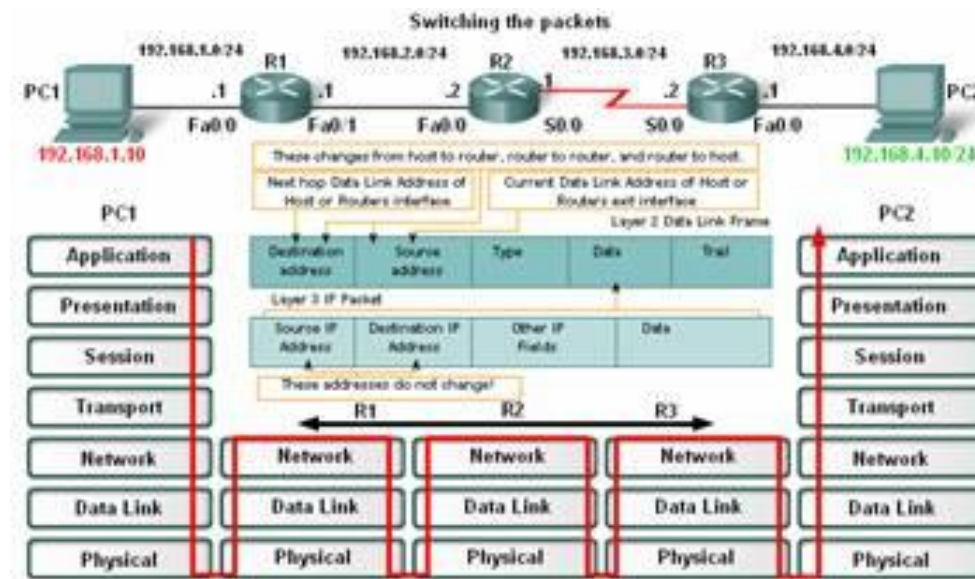 Switching the packets
192.168.1.0/24 R1 192.168.2.0/24 R2 192.168.3.0/24 R3 192.168.4.0/24
PC1 .1 .1 .2 .1 .2 .1 PC2
Fa0/0 Fa0/1 Fa0/0 S0/0 S0/0 Fa0/0
192.168.1.10 192.168.4.10/24
These changes from host to router, router to router, and router to host.
Next hop Data Link Address of
Host or Routers interface
Current Data Link Address of Host or
Routers exit interface
Layer 2 Data Link Frame
Destination address
Source address
Type
Data
Trail
Layer 3 IP Packet
Source IP Address
Destination IP Address
Other IP Fields
Data
These addresses do not change!
PC1
Application
Presentation
Session
Transport
Network
Data Link
Physical
R1
Network
Data Link
Physical
R2
Network
Data Link
Physical
R3
Network
Data Link
Physical
PC2
Application
Presentation
Session
Transport
Network
Data Link
Physical